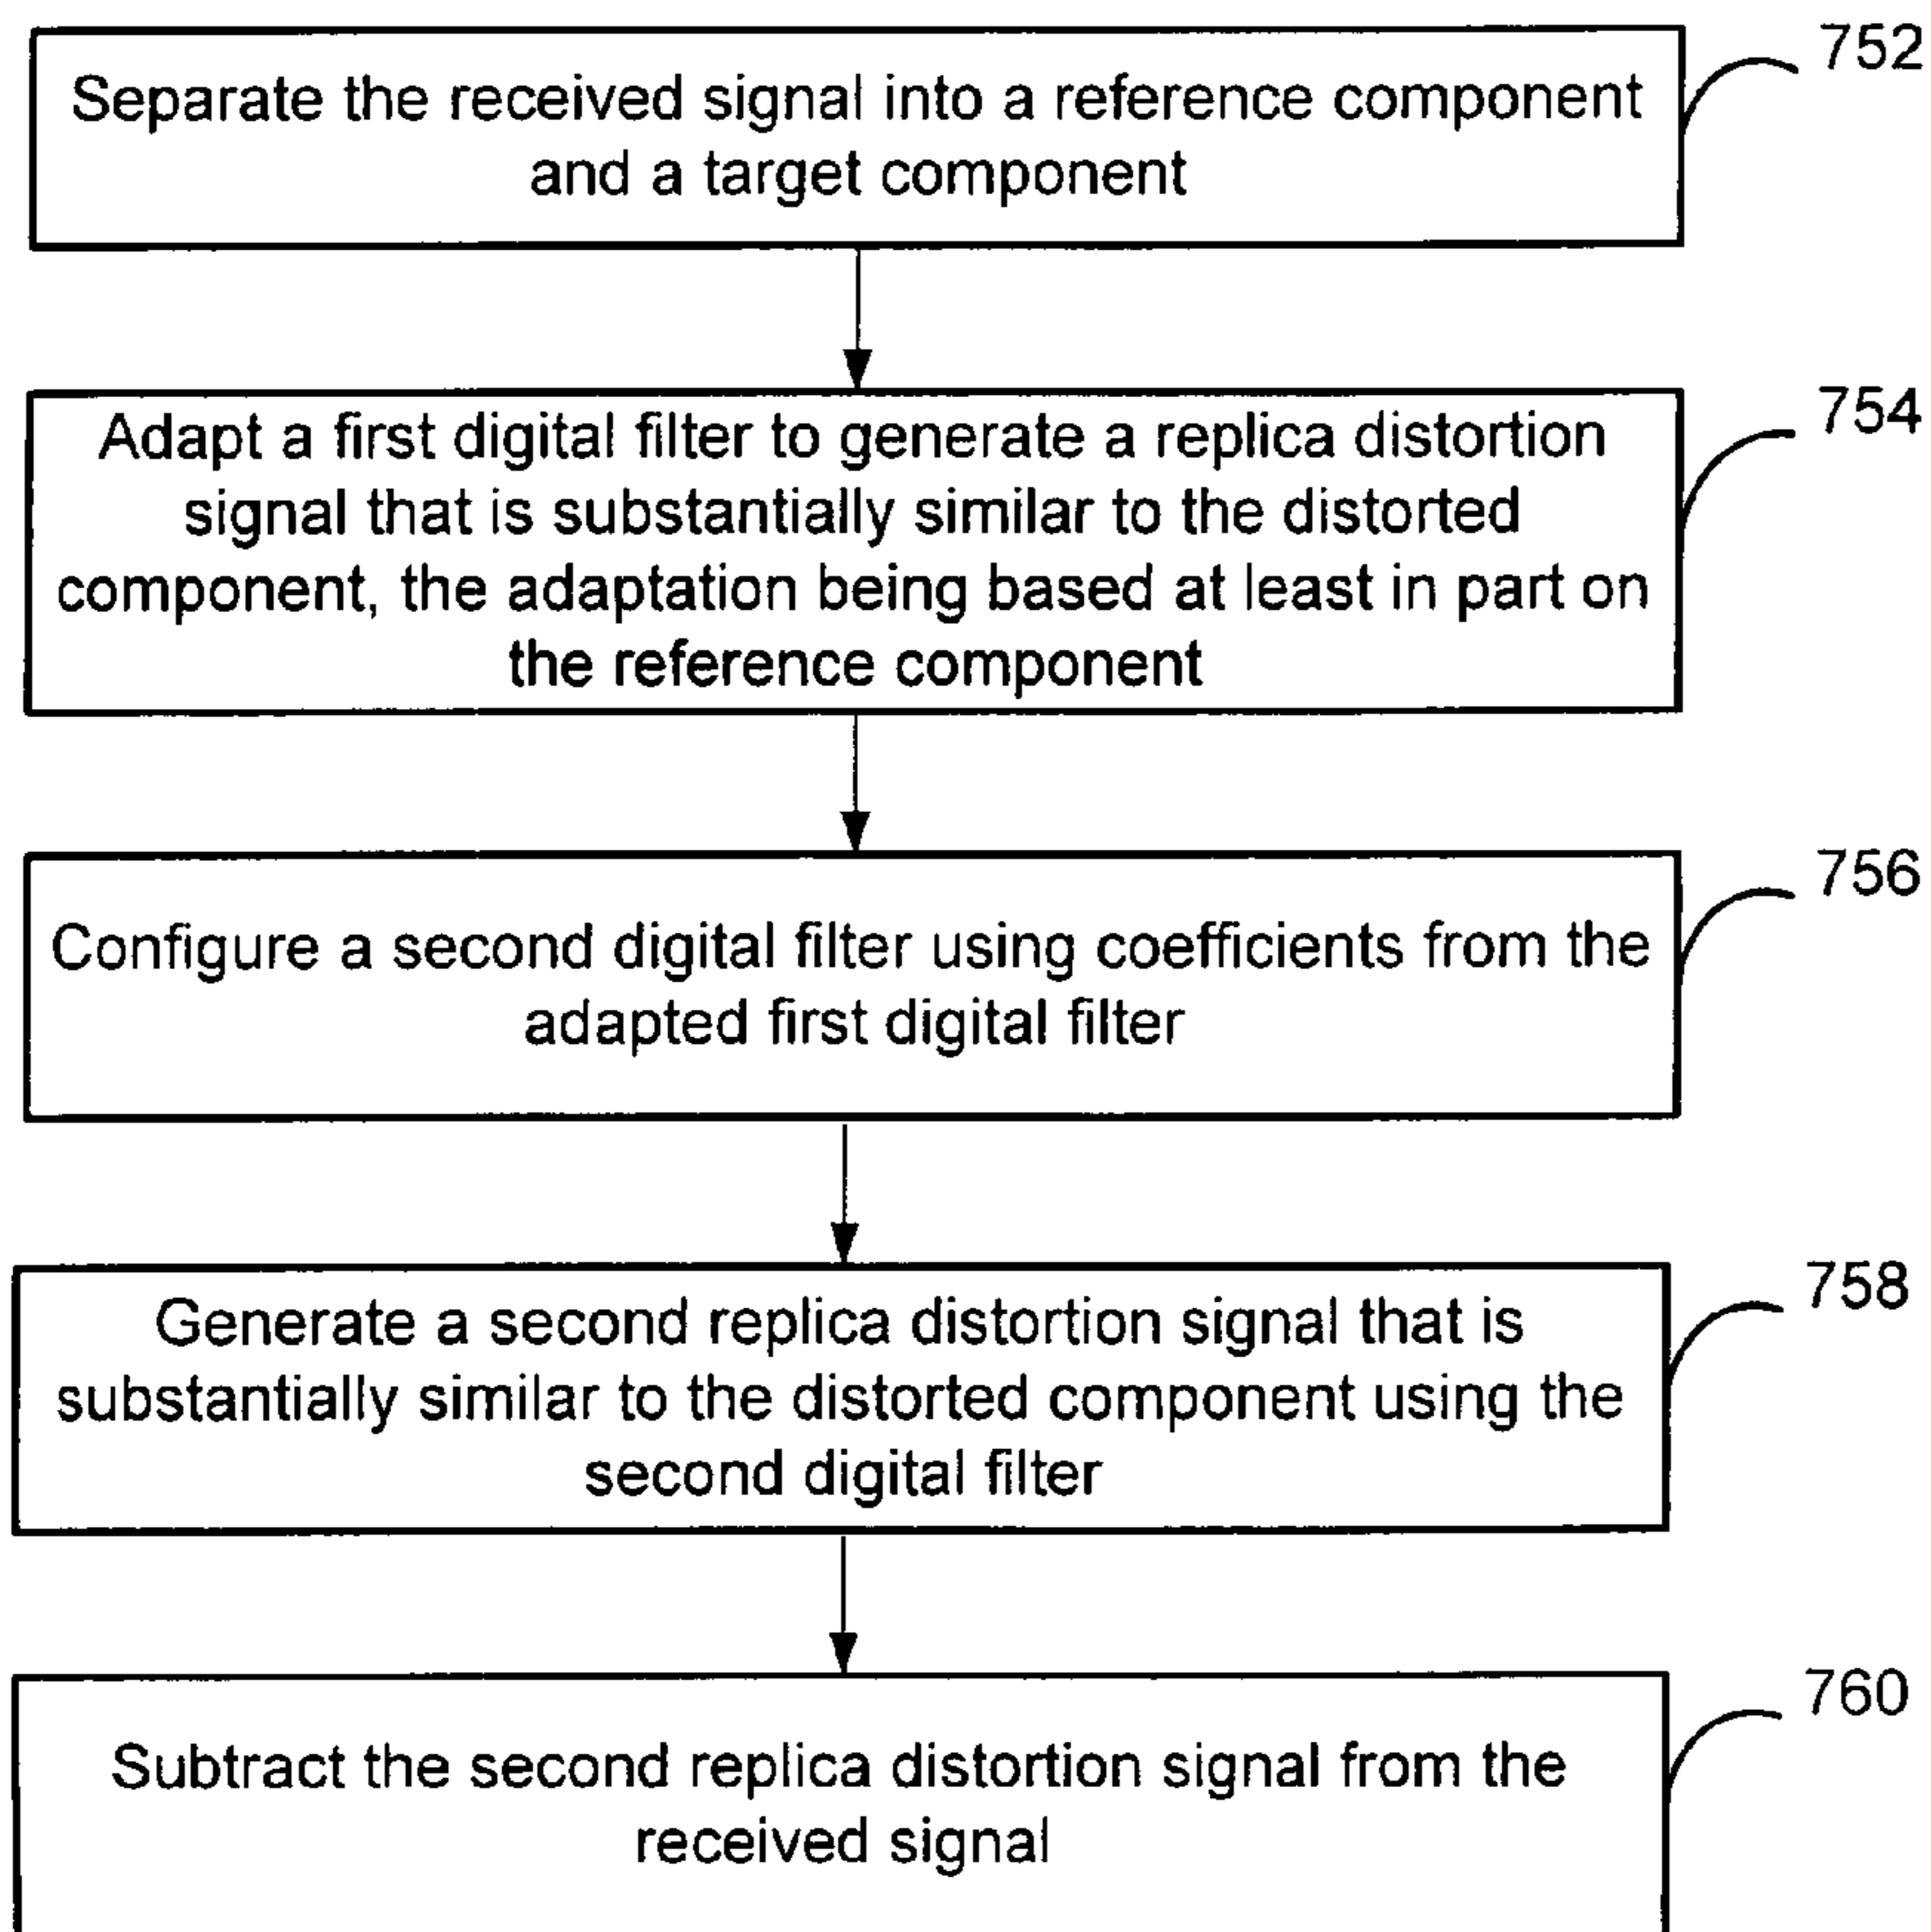 752
Separate the received signal into a reference component
and a target component
754
Adapt a first digital filter to generate a replica distortion
signal that is substantially similar to the distorted
component, the adaptation being based at least in part on
the reference component
756
Configure a second digital filter using coefficients from the
adapted first digital filter
758
Generate a second replica distortion signal that is
substantially similar to the distorted component using the
second digital filter
760
Subtract the second replica distortion signal from the
received signal